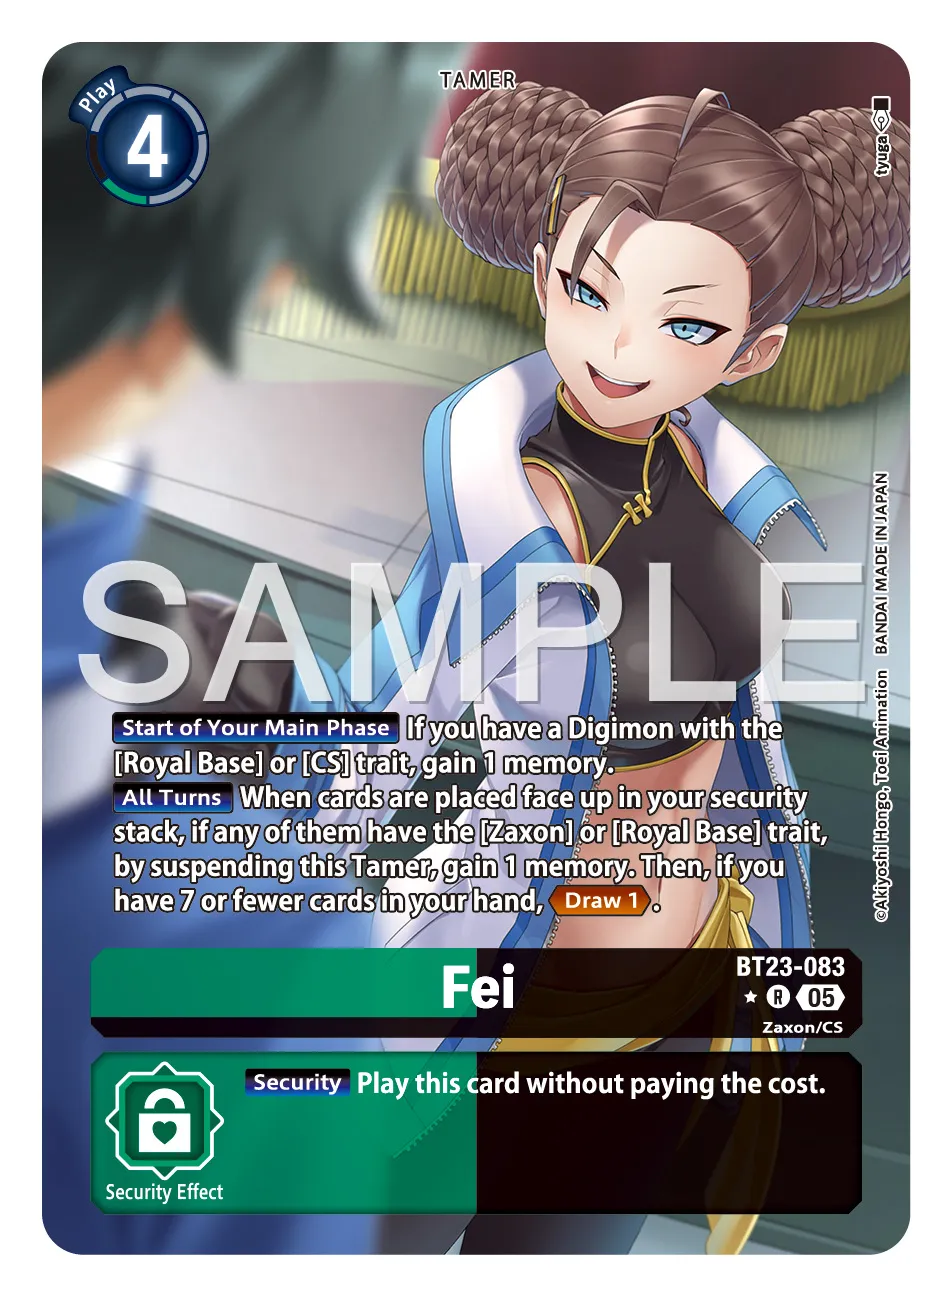 TAMER
Play
4
tyuga
SAMPLE
Start of Your Main Phase If you have a Digimon with the
[Royal Base] or [CS] trait, gain 1 memory.
All Turns When cards are placed face up in your security
stack, if any of them have the [Zaxon] or [Royal Base] trait,
by suspending this Tamer, gain 1 memory. Then, if you
have 7 or fewer cards in your hand, Draw 1.
©Akiyoshi Hongo, Toei Animation BANDAI MADE IN JAPAN
Fei
BT23-083
★ R 05
Zaxon/CS
Security Play this card without paying the cost.
Security Effect